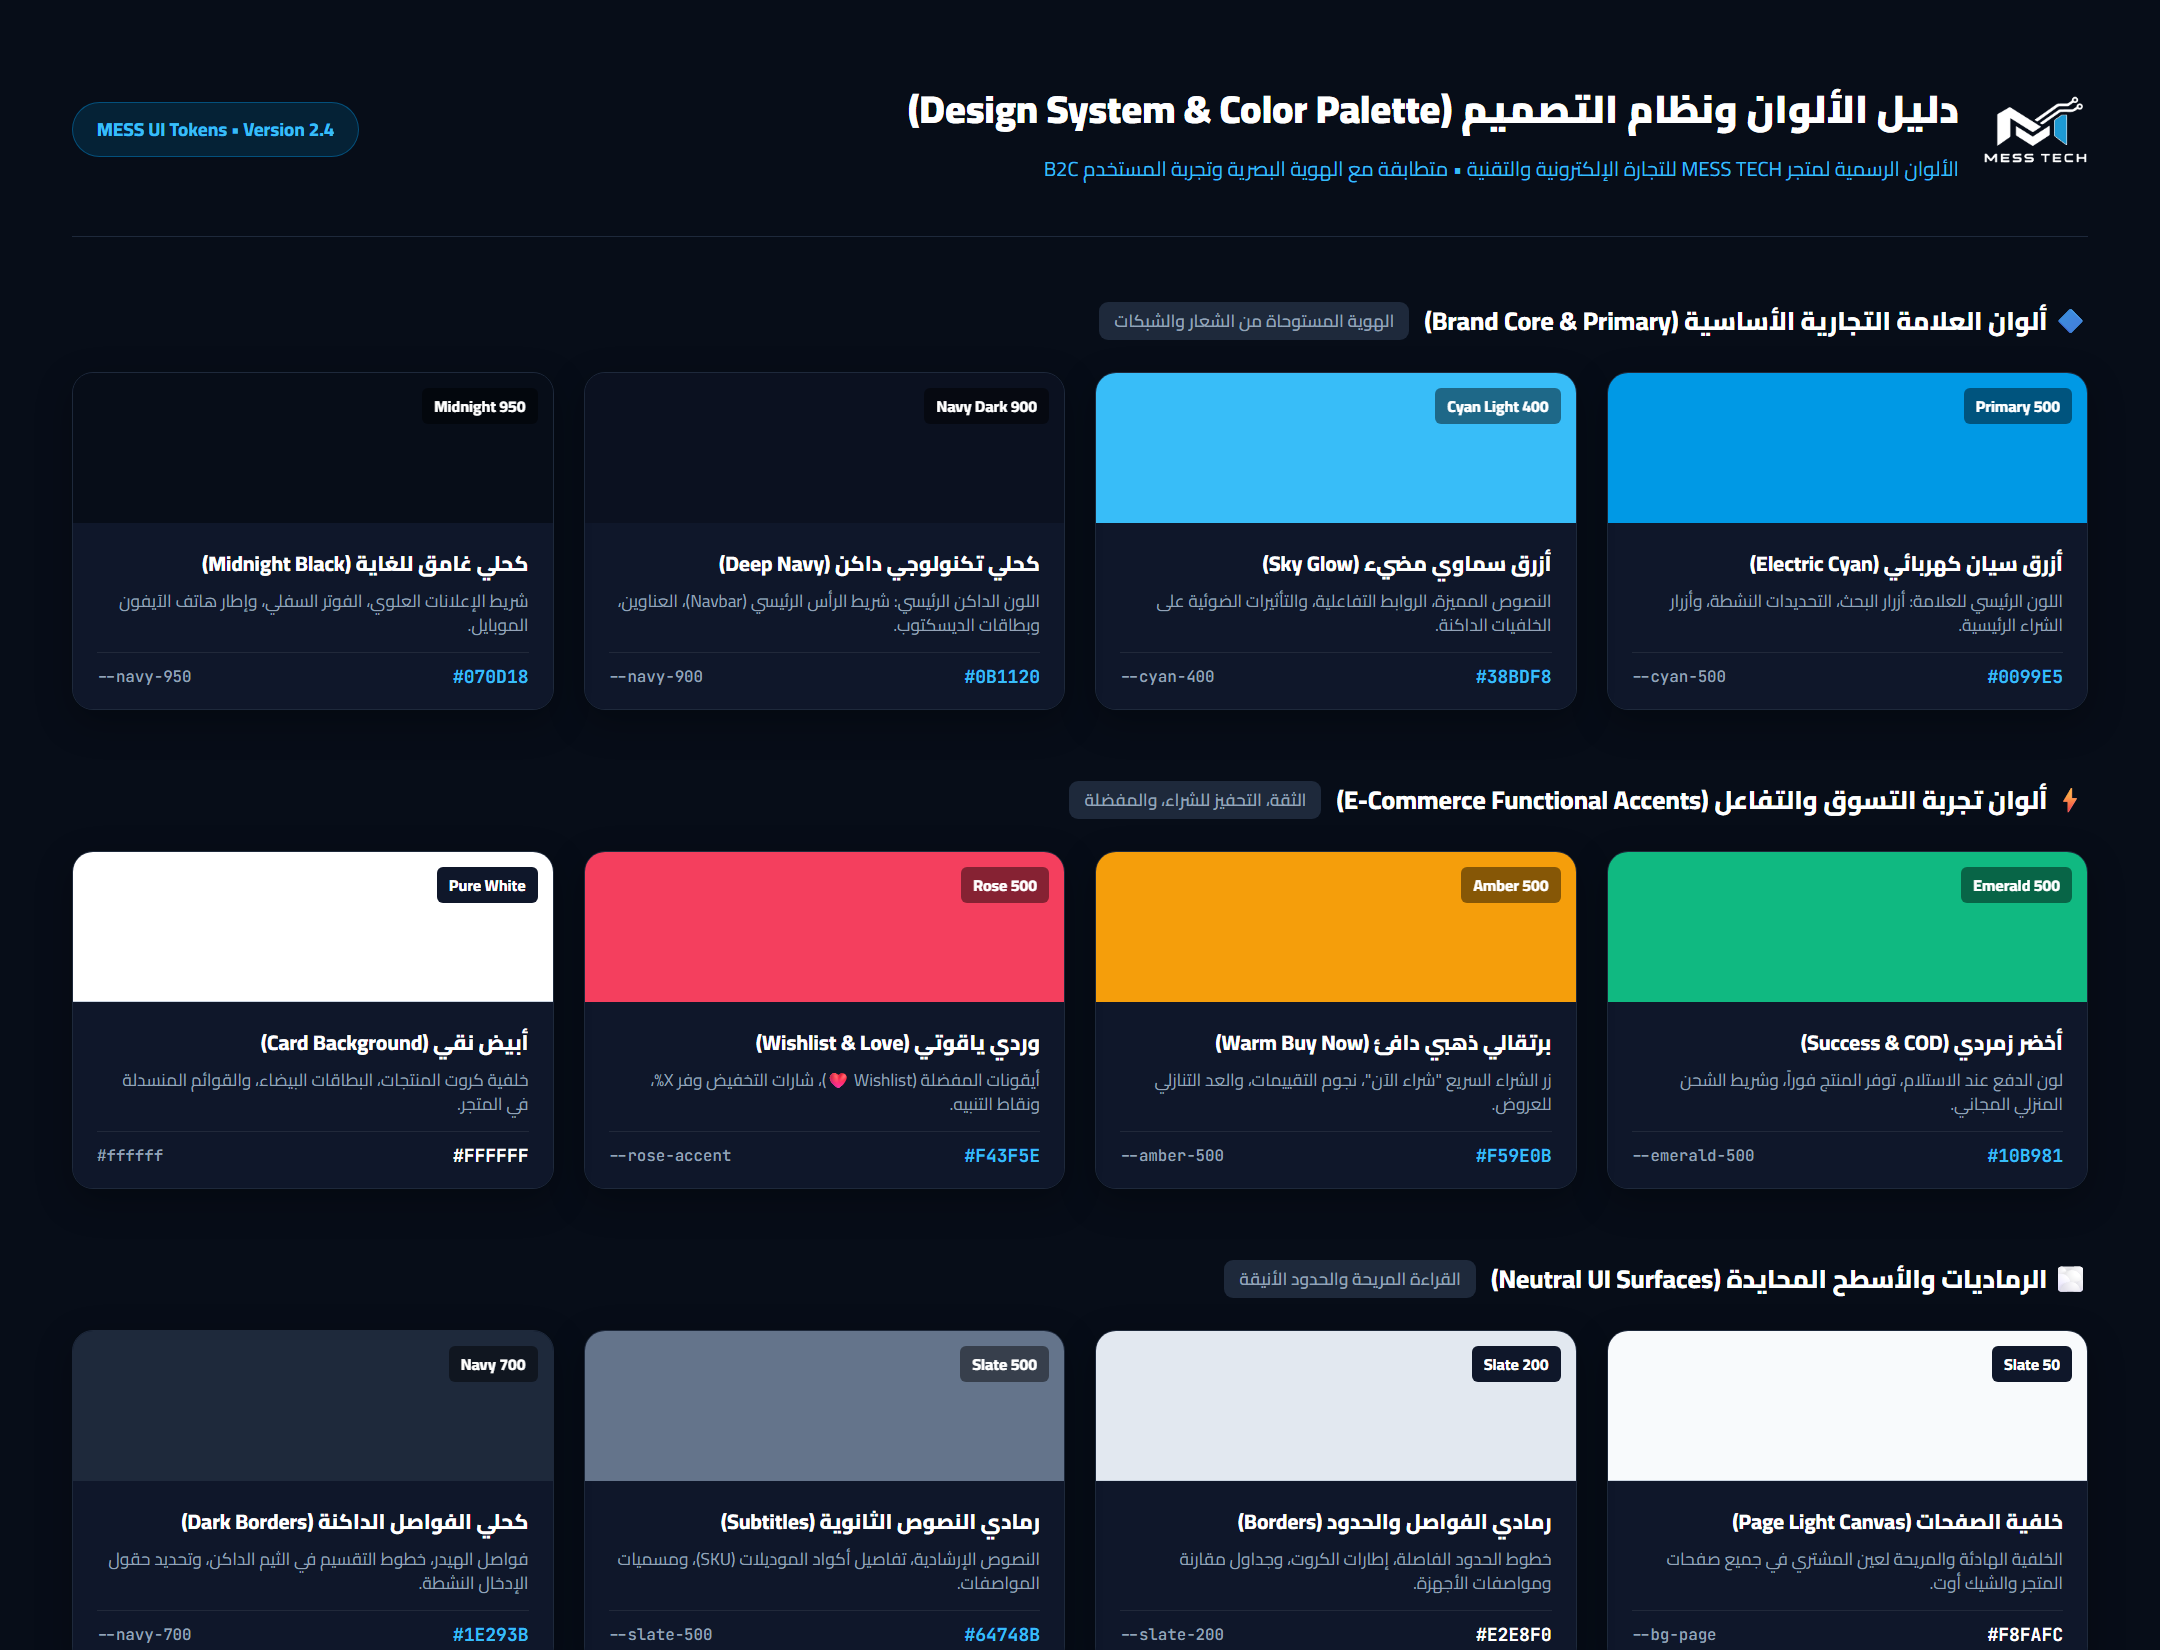 MESS TECH
دليل الألوان ونظام التصميم (Design System & Color Palette)
الألوان الرسمية لمتجر MESS TECH للتجارة الإلكترونية والتقنية • متطابقة مع الهوية البصرية وتجربة المستخدم B2C
MESS UI Tokens • Version 2.4
ألوان العلامة التجارية الأساسية (Brand Core & Primary)
الهوية المستوحاة من الشعار والشبكات
Primary 500
أزرق سيان كهربائي (Electric Cyan)
اللون الرئيسي للعلامة: أزرار البحث، التحديدات النشطة، وأزرار
الشراء الرئيسية.
#0099E5
--cyan-500
Cyan Light 400
أزرق سماوي مضيء (Sky Glow)
النصوص المميزة، الروابط التفاعلية، والتأثيرات الضوئية على
الخلفيات الداكنة.
#38BDF8
--cyan-400
Navy Dark 900
كحلي تكنولوجي داكن (Deep Navy)
اللون الداكن الرئيسي: شريط الرأس الرئيسي (Navbar)، العناوين،
وبطاقات الديسكتوب.
#0B1120
--navy-900
Midnight 950
كحلي غامق للغاية (Midnight Black)
شريط الإعلانات العلوي، الفوتر السفلي، وإطار هاتف الآيفون
الموبايل.
#070D18
--navy-950
ألوان تجربة التسوق والتفاعل (E-Commerce Functional Accents)
الثقة، التحفيز للشراء، والمفضلة
Emerald 500
أخضر زمردي (Success & COD)
لون الدفع عند الاستلام، توفر المنتج فوراً، وشريط الشحن
المنزلي المجاني.
#10B981
--emerald-500
Amber 500
برتقالي ذهبي دافئ (Warm Buy Now)
زر الشراء السريع "شراء الآن"، نجوم التقييمات، والعد التنازلي
للعروض.
#F59E0B
--amber-500
Rose 500
وردي ياقوتي (Wishlist & Love)
أيقونات المفضلة (Wishlist ❤️)، شارات التخفيض وفر X%،
ونقاط التنبيه.
#F43F5E
--rose-accent
Pure White
أبيض نقي (Card Background)
خلفية كروت المنتجات، البطاقات البيضاء، والقوائم المنسدلة
في المتجر.
#FFFFFF
#ffffff
الرماديات والأسطح المحايدة (Neutral UI Surfaces)
القراءة المريحة والحدود الأنيقة
Slate 50
خلفية الصفحات (Page Light Canvas)
الخلفية الهادئة والمريحة لعين المشتري في جميع صفحات
المتجر والشيك أوت.
#F8FAFC
--bg-page
Slate 200
رمادي الفواصل والحدود (Borders)
خطوط الحدود الفاصلة، إطارات الكروت، وجداول مقارنة
ومواصفات الأجهزة.
#E2E8F0
--slate-200
Slate 500
رمادي النصوص الثانوية (Subtitles)
النصوص الإرشادية، تفاصيل أكواد الموديلات (SKU)، ومسميات
المواصفات.
#64748B
--slate-500
Navy 700
كحلي الفواصل الداكنة (Dark Borders)
فواصل الهيدر، خطوط التقسيم في الثيم الداكن، وتحديد حقول
الإدخال النشطة.
#1E293B
--navy-700